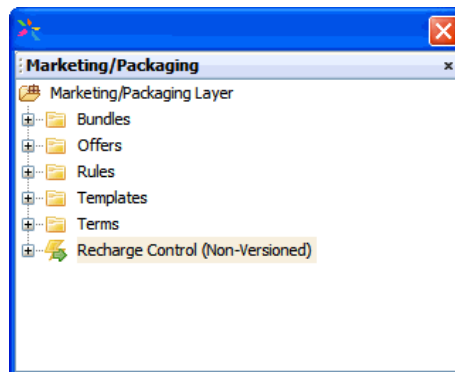 Marketing/Packaging
Marketing/Packaging Layer
Bundles
Offers
Rules
Templates
Terms
Recharge Control (Non-Versioned)